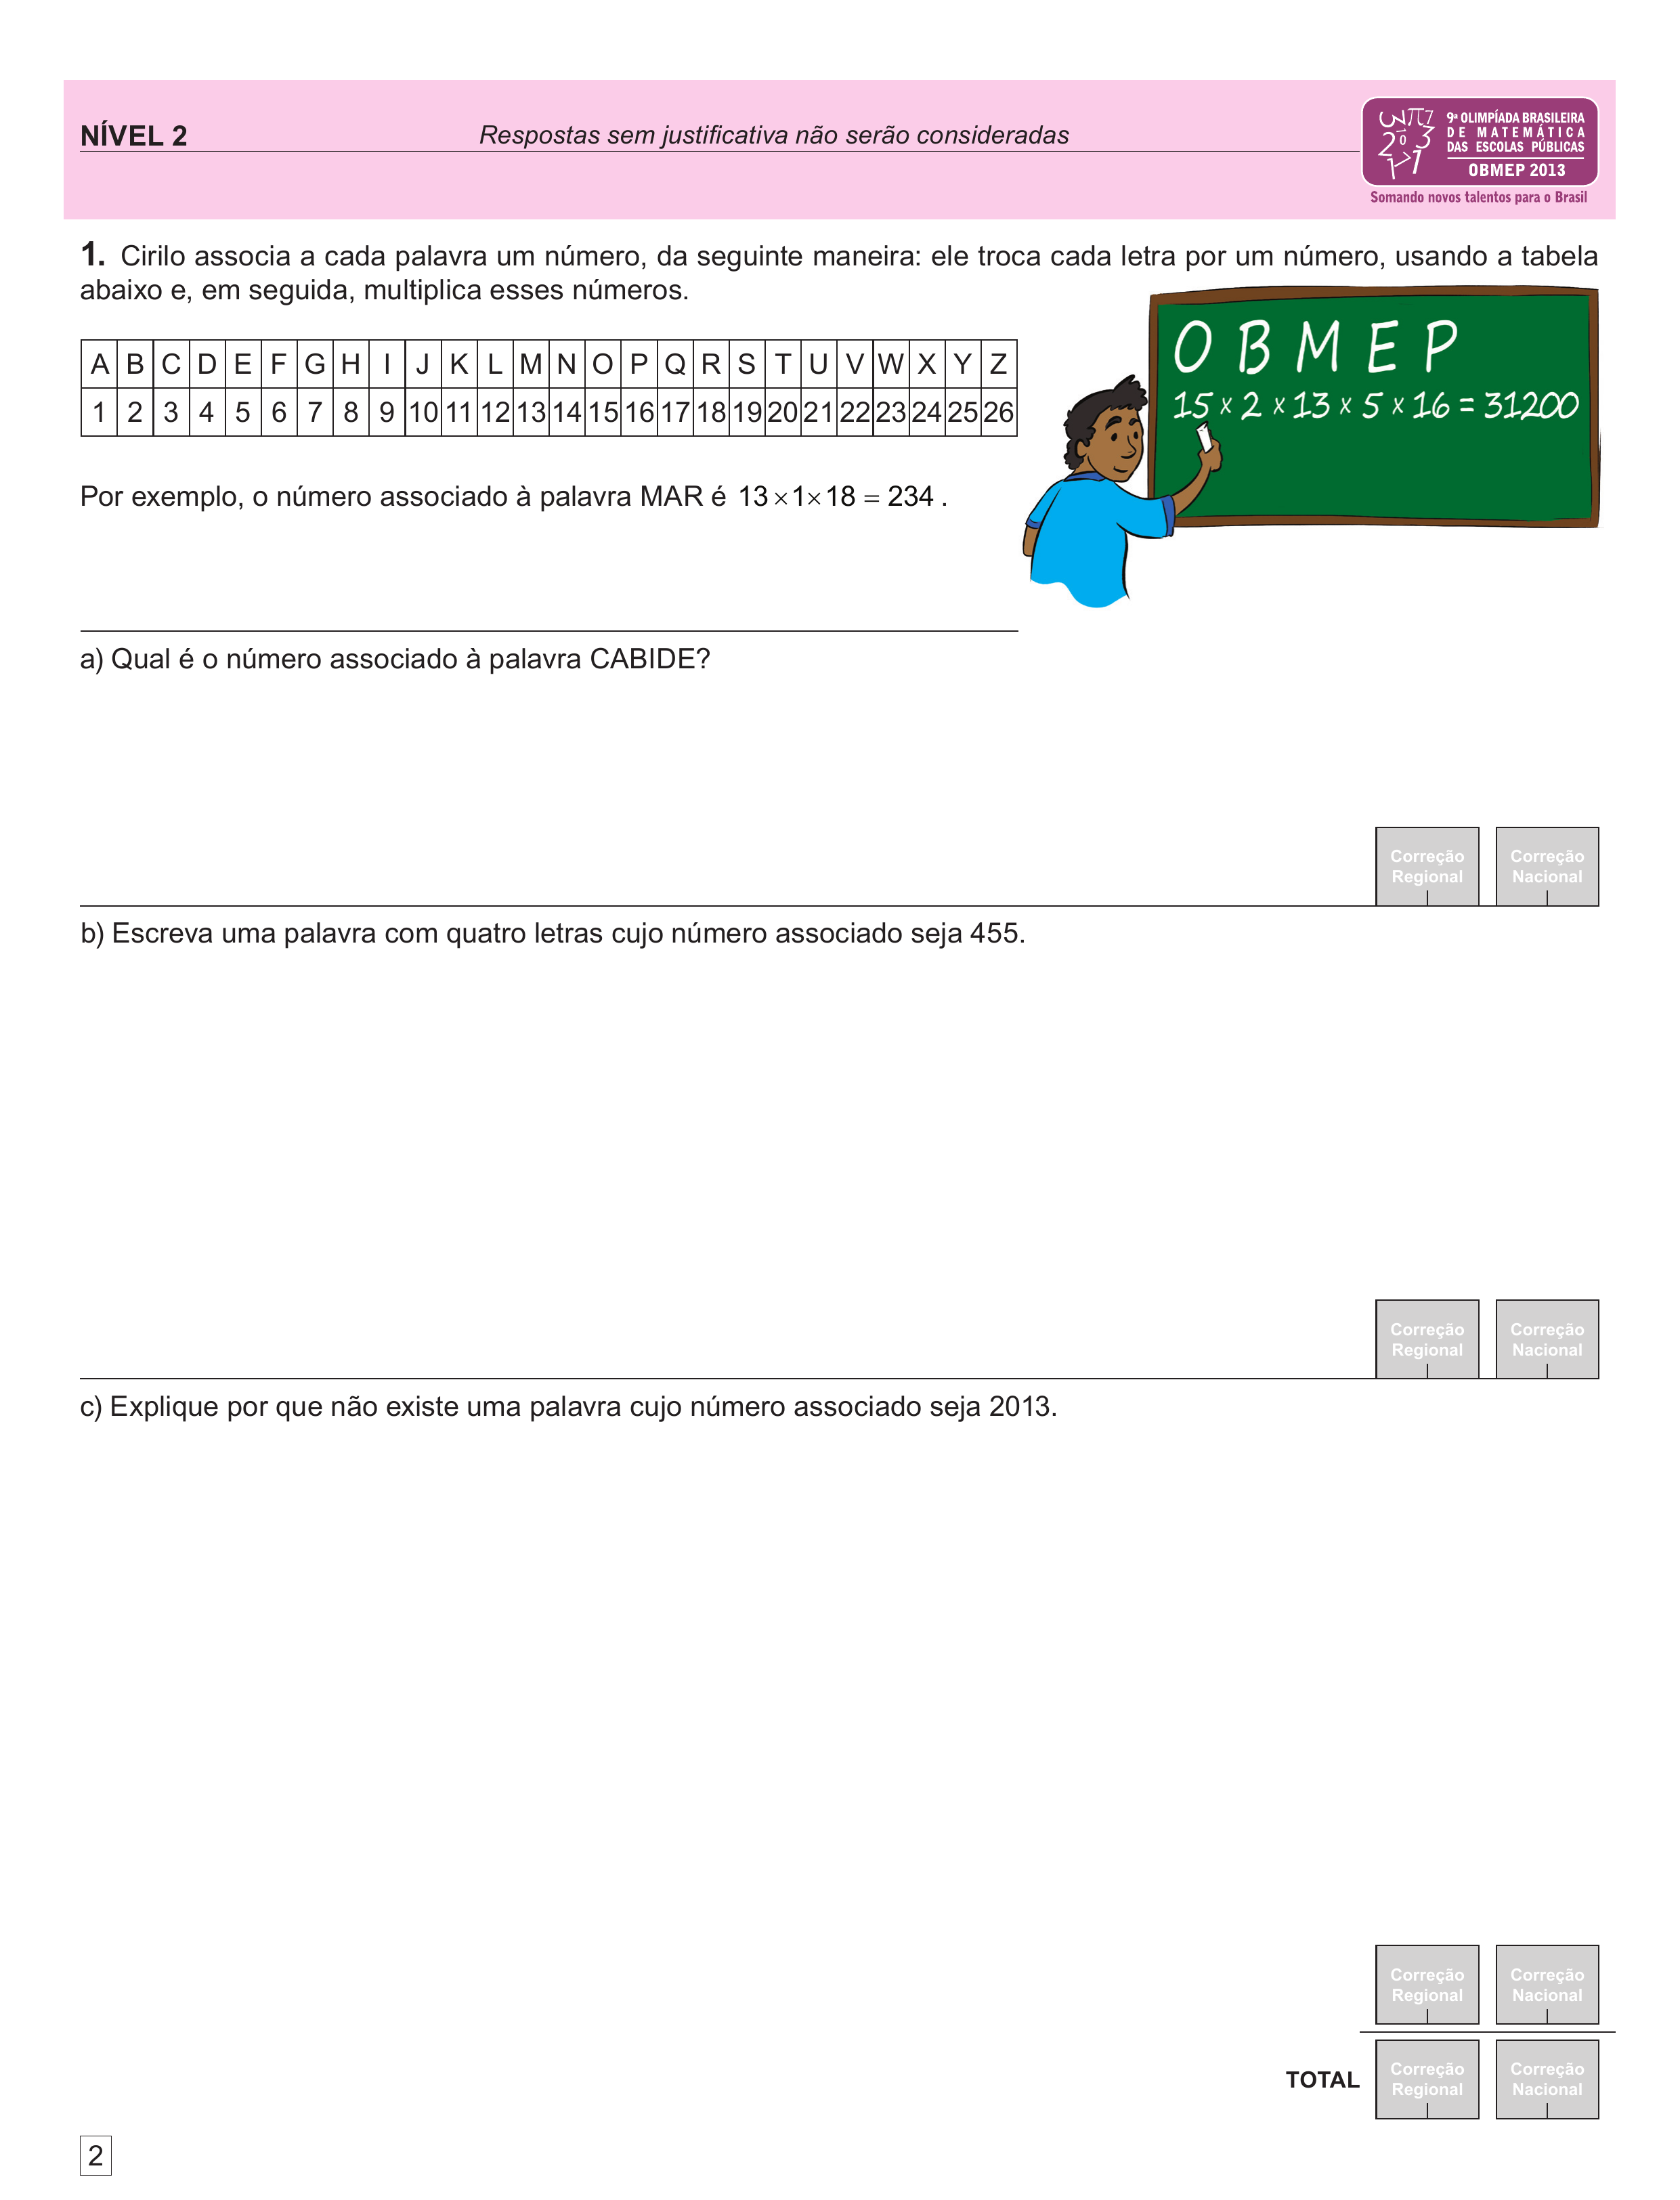 NÍVEL 2
Respostas sem justificativa não serão consideradas
9ª OLIMPÍADA BRASILEIRA
DE MATEMÁTICA
DAS ESCOLAS PÚBLICAS
OBMEP 2013
Somando novos talentos para o Brasil
1. Cirilo associa a cada palavra um número, da seguinte maneira: ele troca cada letra por um número, usando a tabela
abaixo e, em seguida, multiplica esses números.
A B C D E F G H I J K L M N O P Q R S T U V W X Y Z
1 2 3 4 5 6 7 8 9 10 11 12 13 14 15 16 17 18 19 20 21 22 23 24 25 26
O B M E P
15 × 2 × 13 × 5 × 16 = 31200
Por exemplo, o número associado à palavra MAR é 13 × 1 × 18 = 234 .
a) Qual é o número associado à palavra CABIDE?
Correção
Regional
Correção
Nacional
b) Escreva uma palavra com quatro letras cujo número associado seja 455.
Correção
Regional
Correção
Nacional
c) Explique por que não existe uma palavra cujo número associado seja 2013.
Correção
Regional
Correção
Nacional
TOTAL
Correção
Regional
Correção
Nacional
2